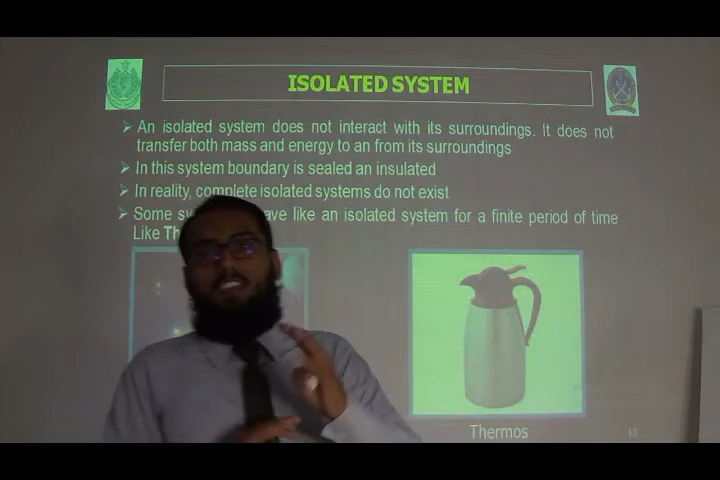 ISOLATED SYSTEM
➤ An isolated system does not interact with its surroundings. It does not
transfer both mass and energy to an from its surroundings
➤ In this system boundary is sealed an insulated
➤ In reality, complete isolated systems do not exist
➤ Some ave like an isolated system for a finite period of time
Like
Thermos
13